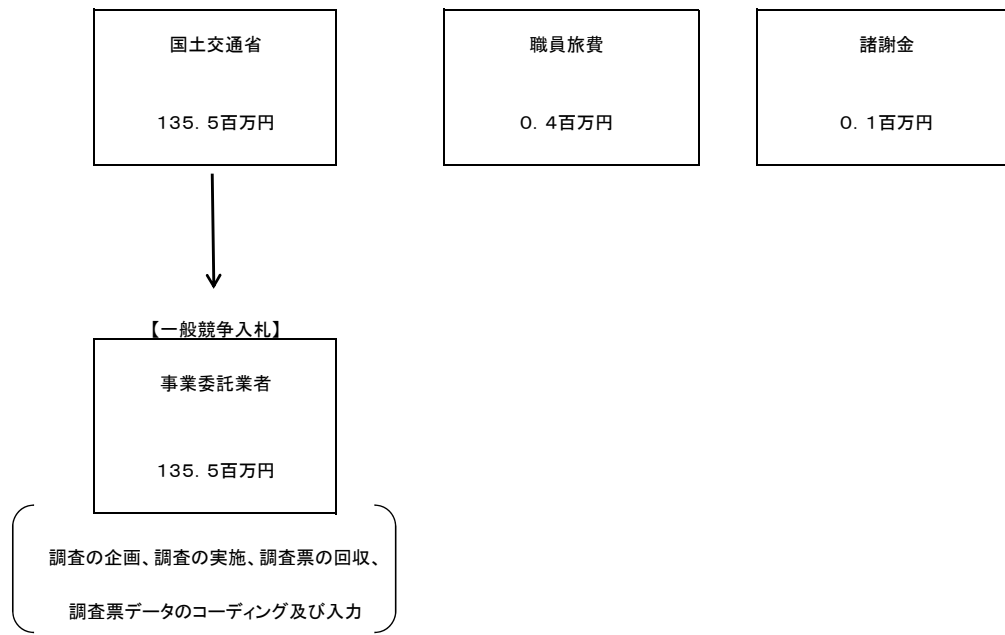 国土交通省
135．5百万円
職員旅費
0．4百万円
諸謝金
0．1百万円
【一般競争入札】
事業委託業者
135．5百万円
調査の企画、調査の実施、調査票の回収、
調査票データのコーディング及び入力